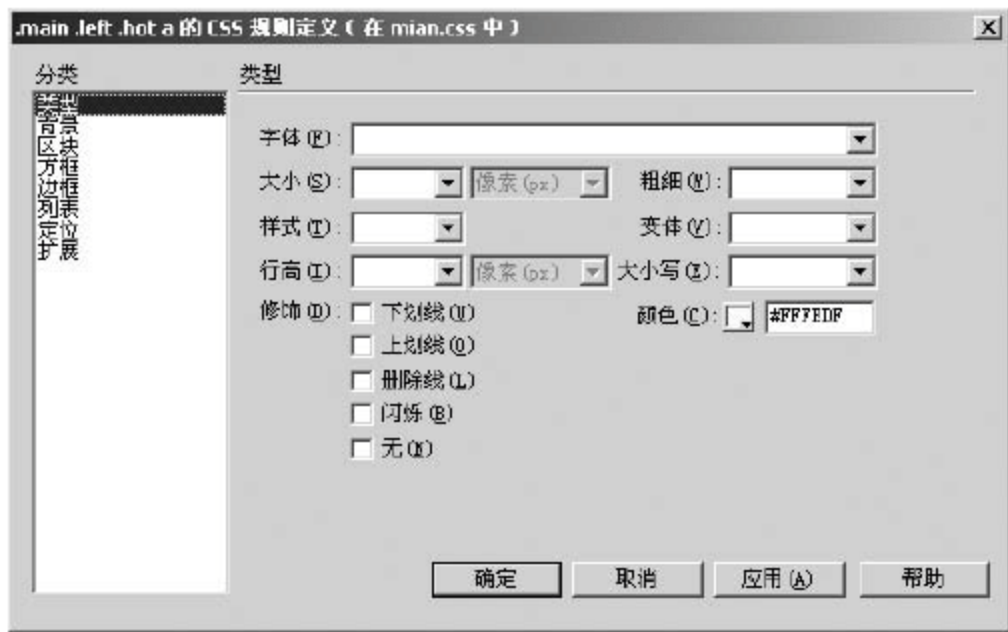 .main .left .hot a 的 CSS 规则定义（在 mian.css 中）
分类
类型
背景
区块
方框
边框
列表
定位
扩展
类型
字体(F):
大小(S): 像素(px) 粗细(W):
样式(T): 变体(V):
行高(I): 像素(px) 大小写(E):
修饰(D): 下划线(U) 颜色(C): #FF7EDF
上划线(O)
删除线(L)
闪烁(B)
无(N)
确定 取消 应用(A) 帮助